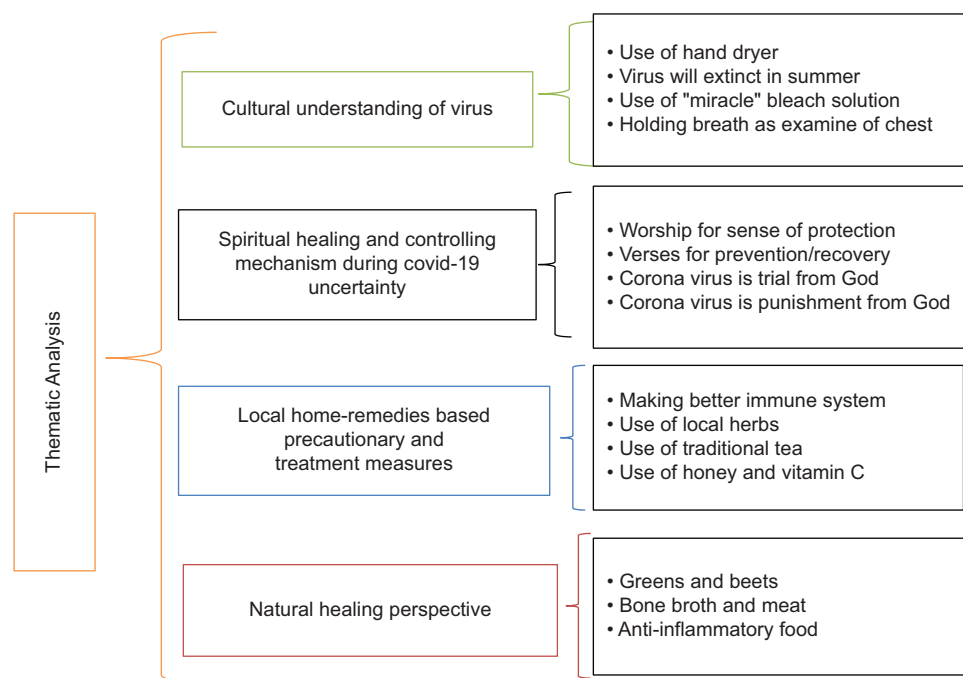 Thematic Analysis
Cultural understanding of virus
• Use of hand dryer
• Virus will extinct in summer
• Use of "miracle" bleach solution
• Holding breath as examine of chest
Spiritual healing and controlling
mechanism during covid-19
uncertainty
• Worship for sense of protection
• Verses for prevention/recovery
• Corona virus is trial from God
• Corona virus is punishment from God
Local home-remedies based
precautionary and
treatment measures
• Making better immune system
• Use of local herbs
• Use of traditional tea
• Use of honey and vitamin C
Natural healing perspective
• Greens and beets
• Bone broth and meat
• Anti-inflammatory food